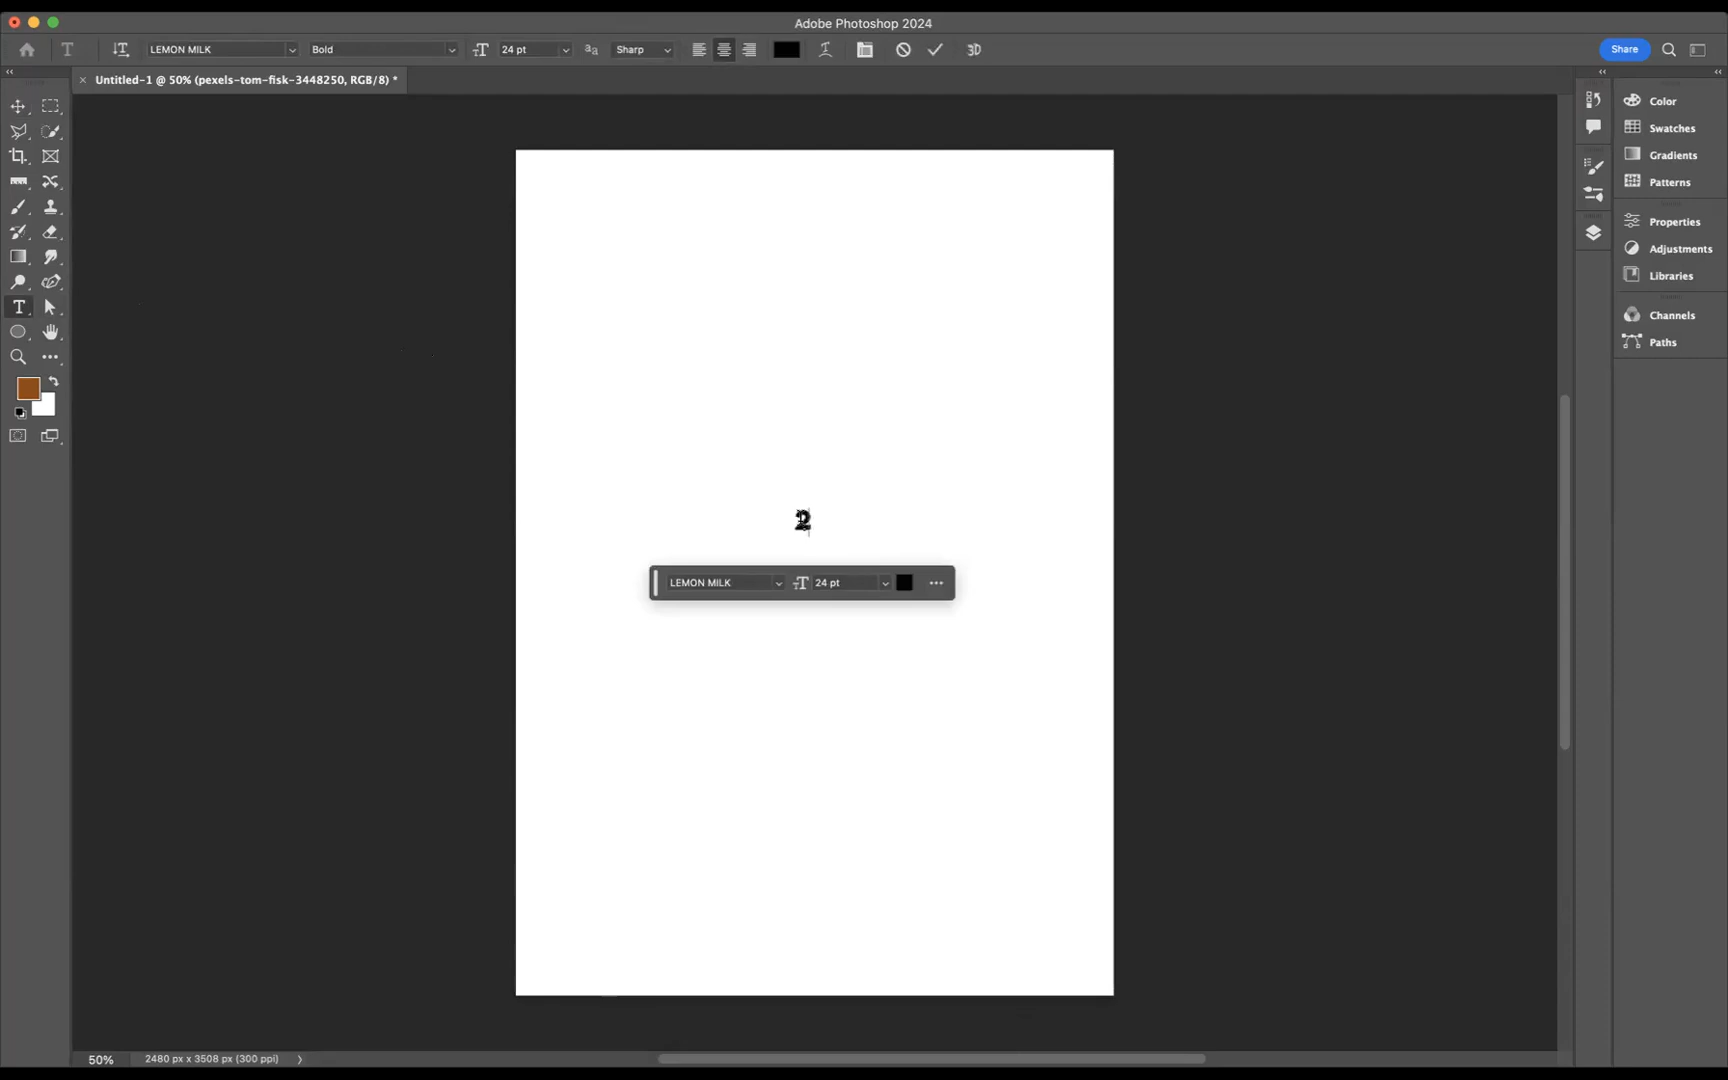 Adobe Photoshop 2024
LEMON MILK Bold 24 pt Sharp Share
Untitled-1 @ 50% (pexels-tom-fisk-3448250, RGB/8) *
Color
Swatches
Gradients
Patterns
Properties
Adjustments
Libraries
Channels
Paths
2
LEMON MILK 24 pt
50% 2480 px x 3508 px (300 ppi)